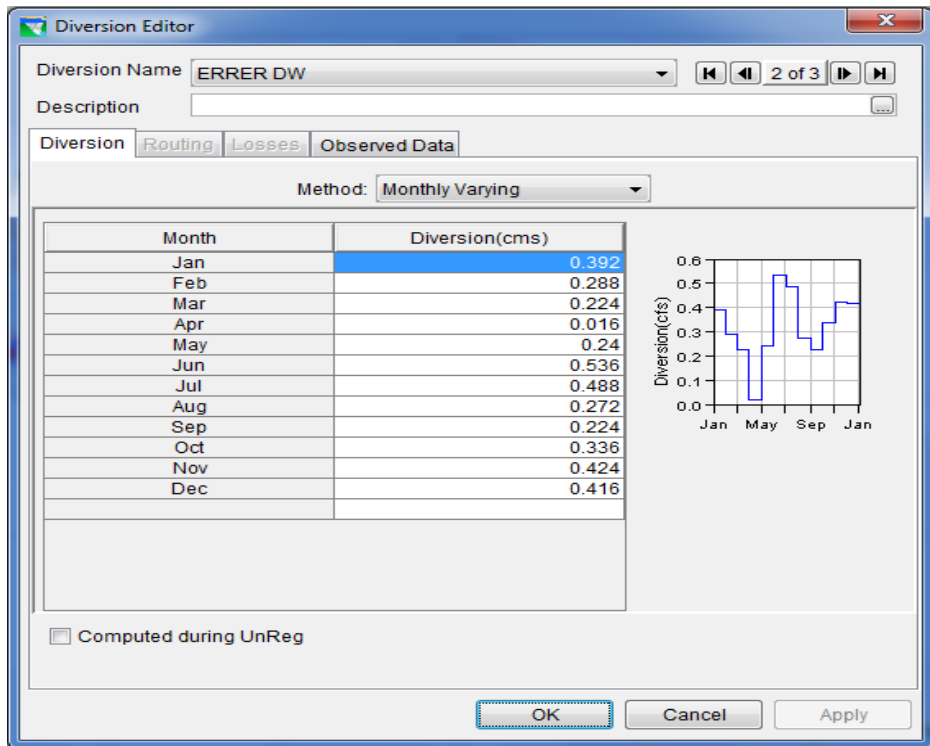 Diversion Editor
Diversion Name ERRER DW 2 of 3
Description ...
Diversion Routing Losses Observed Data
Method: Monthly Varying
Month Diversion(cms)
Jan 0.392
Feb 0.288
Mar 0.224
Apr 0.016
May 0.24
Jun 0.536
Jul 0.488
Aug 0.272
Sep 0.224
Oct 0.336
Nov 0.424
Dec 0.416
Diversion(cfs)
0.6
0.5
0.4
0.3
0.2
0.1
0.0
Jan May Sep Jan
Computed during UnReg
OK Cancel Apply